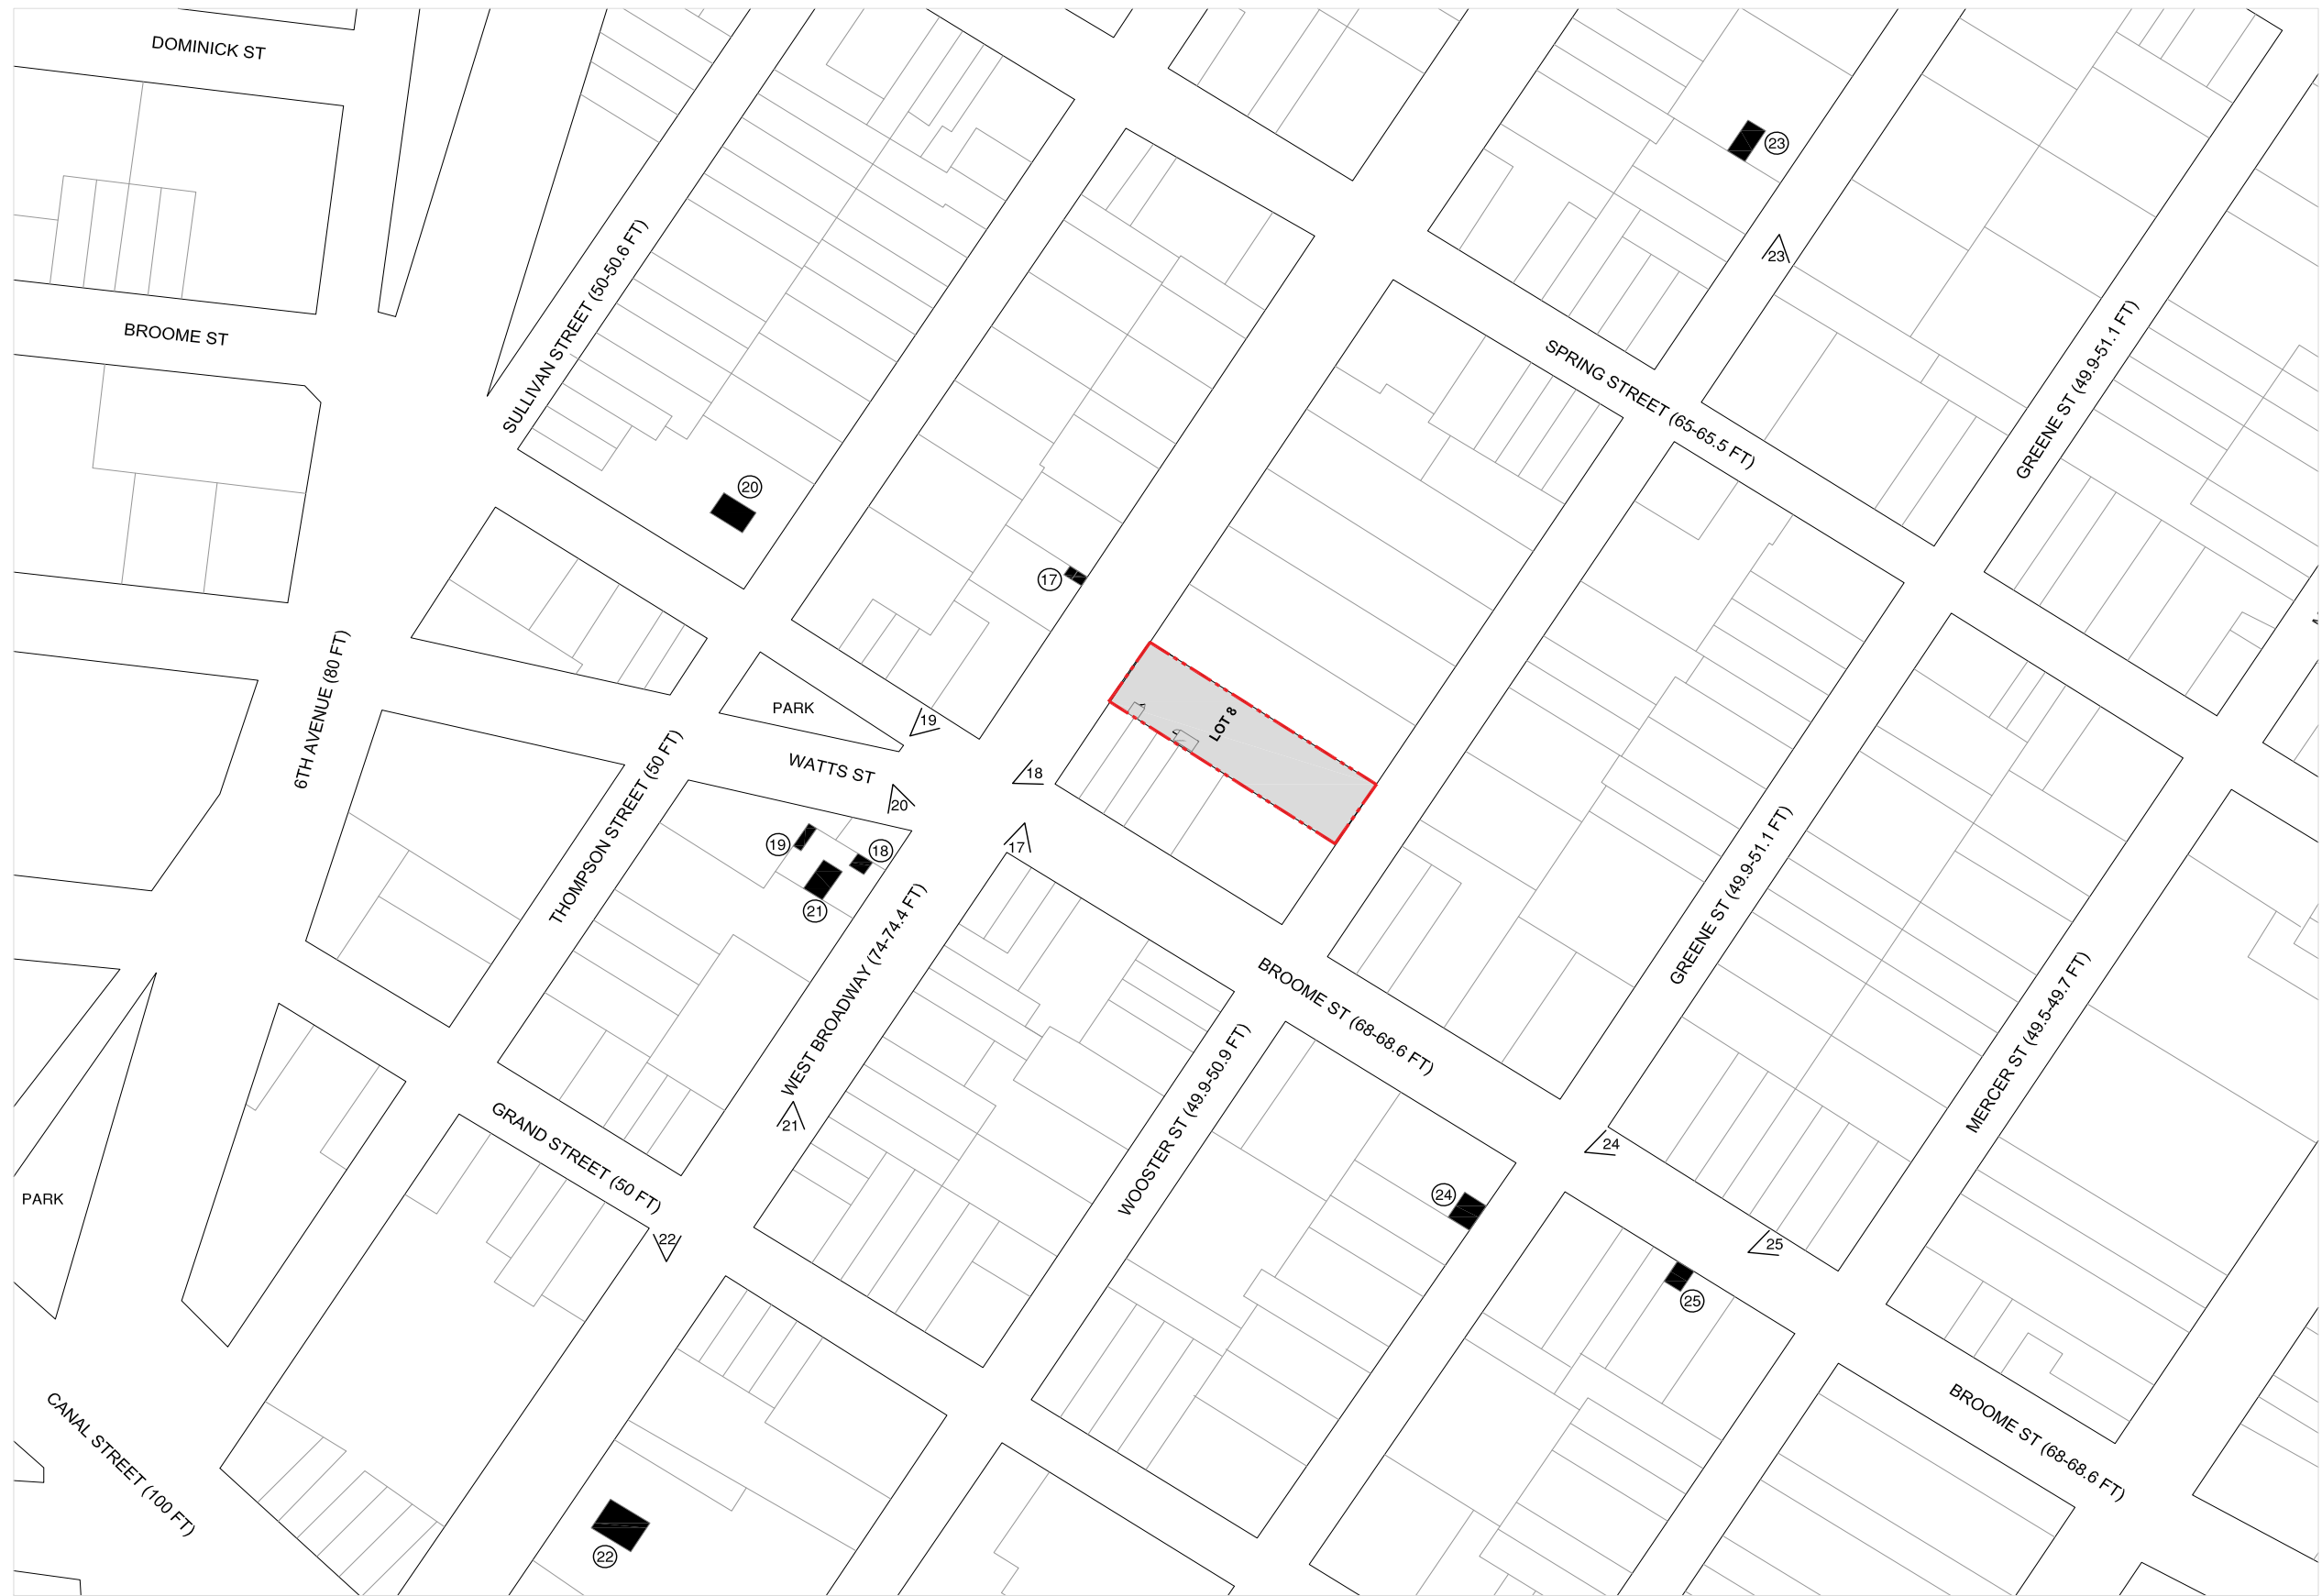 DOMINICK ST
23
BROOME ST
SULLIVAN STREET (50-50.6 FT)
23
SPRING STREET (65-65.5 FT)
GREENE ST (49.9-51.1 FT)
20
17
6TH AVENUE (80 FT)
PARK
19
LOT 8
WATTS ST
18
THOMPSON STREET (50 FT)
20
19
18
17
21
WEST BROADWAY (74-74.4 FT)
GREENE ST (49.9-51.1 FT)
BROOME ST (68-68.6 FT)
MERCER ST (49.5-49.7 FT)
WOOSTER ST (49.9-50.9 FT)
21
GRAND STREET (50 FT)
24
24
PARK
22
25
25
CANAL STREET (100 FT)
BROOME ST (68-68.6 FT)
22